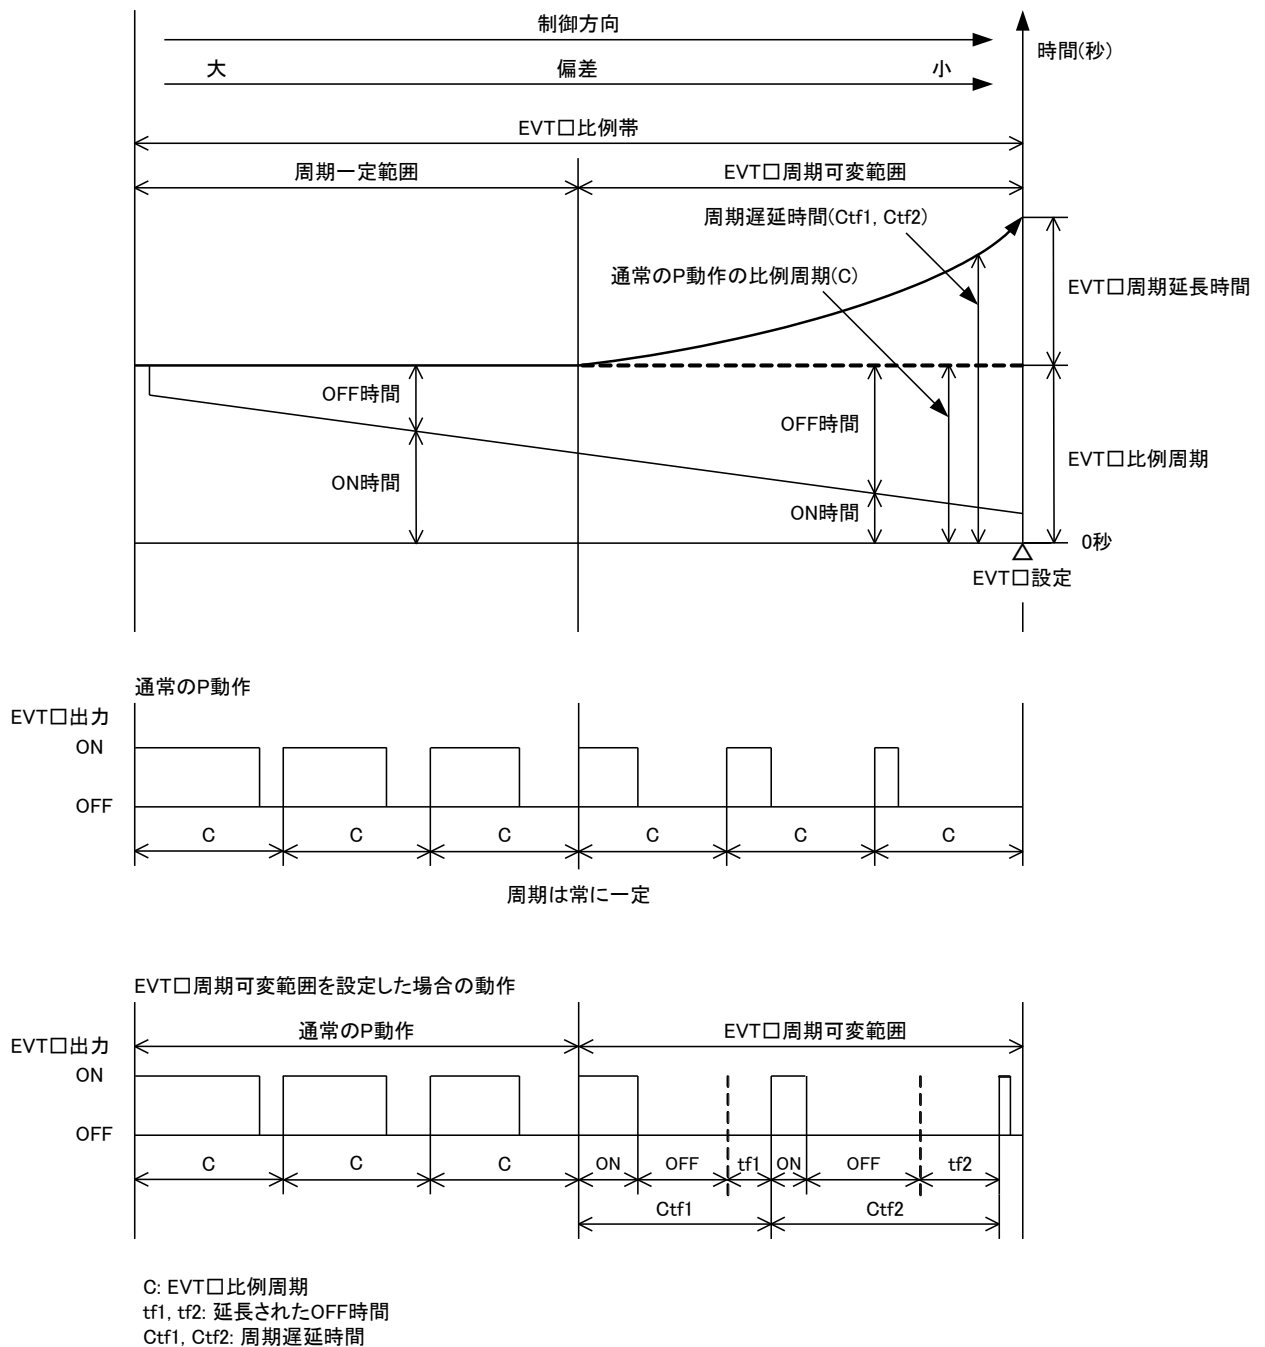 制御方向
時間(秒)
大 偏差 小
EVT□比例帯
周期一定範囲 EVT□周期可変範囲
周期遅延時間(Ctf1, Ctf2)
通常のP動作の比例周期(C)
EVT□周期延長時間
OFF時間
OFF時間
EVT□比例周期
ON時間
ON時間
0秒
EVT□設定
通常のP動作
EVT□出力
ON
OFF
C C C C C C
周期は常に一定
EVT□周期可変範囲を設定した場合の動作
通常のP動作 EVT□周期可変範囲
EVT□出力
ON
OFF
C C C ON OFF tf1 ON OFF tf2
Ctf1 Ctf2
C: EVT□比例周期
tf1, tf2: 延長されたOFF時間
Ctf1, Ctf2: 周期遅延時間